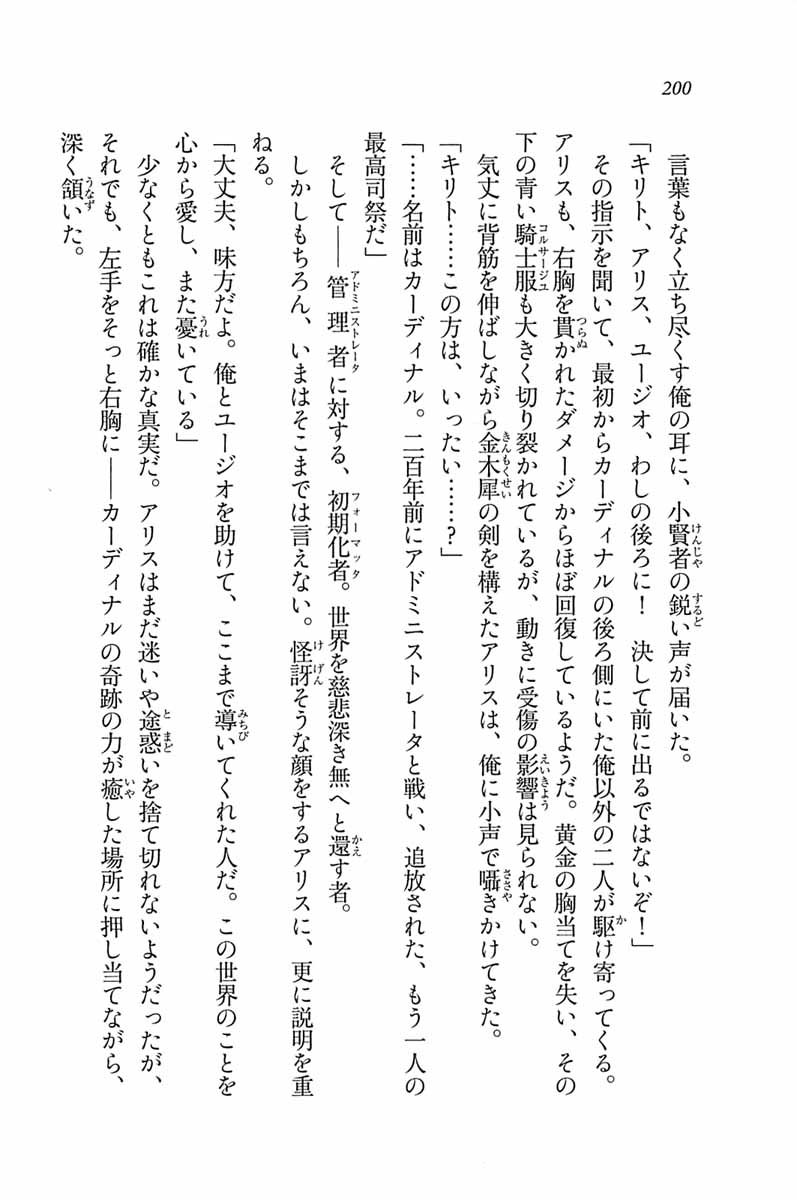 200
言葉もなく立ち尽くす俺の耳に、小賢者の鋭い声が届いた。
「キリト、アリス、ユージオ、わしの後ろに！　決して前に出るではないぞ！」
その指示を聞いて、最初からカーディナルの後ろ側にいた俺以外の二人が駆け寄ってくる。
アリスも、右胸を貫かれたダメージからほぼ回復しているようだ。黄金の胸当てを失い、その
下の青い騎士服も大きく切り裂かれているが、動きに受傷の影響は見られない。
気丈に背筋を伸ばしながら金木犀の剣を構えたアリスは、俺に小声で囁きかけてきた。
「キリト……この方は、いったい……？」
「……名前はカーディナル。二百年前にアドミニストレータと戦い、追放された、もう一人の
最高司祭だ」
そして――管理者に対する、初期化者。世界を慈悲深き無へと還す者。
しかしもちろん、いまはそこまでは言えない。怪訝そうな顔をするアリスに、更に説明を重
ねる。
「大丈夫、味方だよ。俺とユージオを助けて、ここまで導いてくれた人だ。この世界のことを
心から愛し、また憂いている」
少なくともこれは確かな真実だ。アリスはまだ迷いや途惑いを捨て切れないようだったが、
それでも、左手をそっと右胸に――カーディナルの奇跡の力が癒した場所に押し当てながら、
深く頷いた。